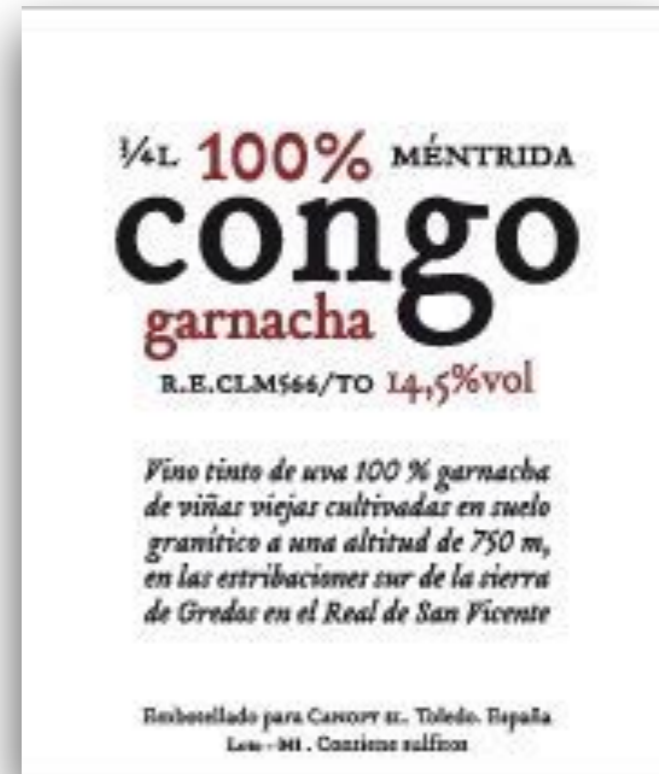 ¾L 100% MÉNTRIDA
congo
garnacha
R.E.CLM566/TO 14,5%vol
Vino tinto de uva 100 % garnacha
de viñas viejas cultivadas en suelo
granítico a una altitud de 750 m,
en las estribaciones sur de la sierra
de Gredos en el Real de San Vicente
Embotellado para CANOPY SL. Toledo. España
Contiene sulfitos